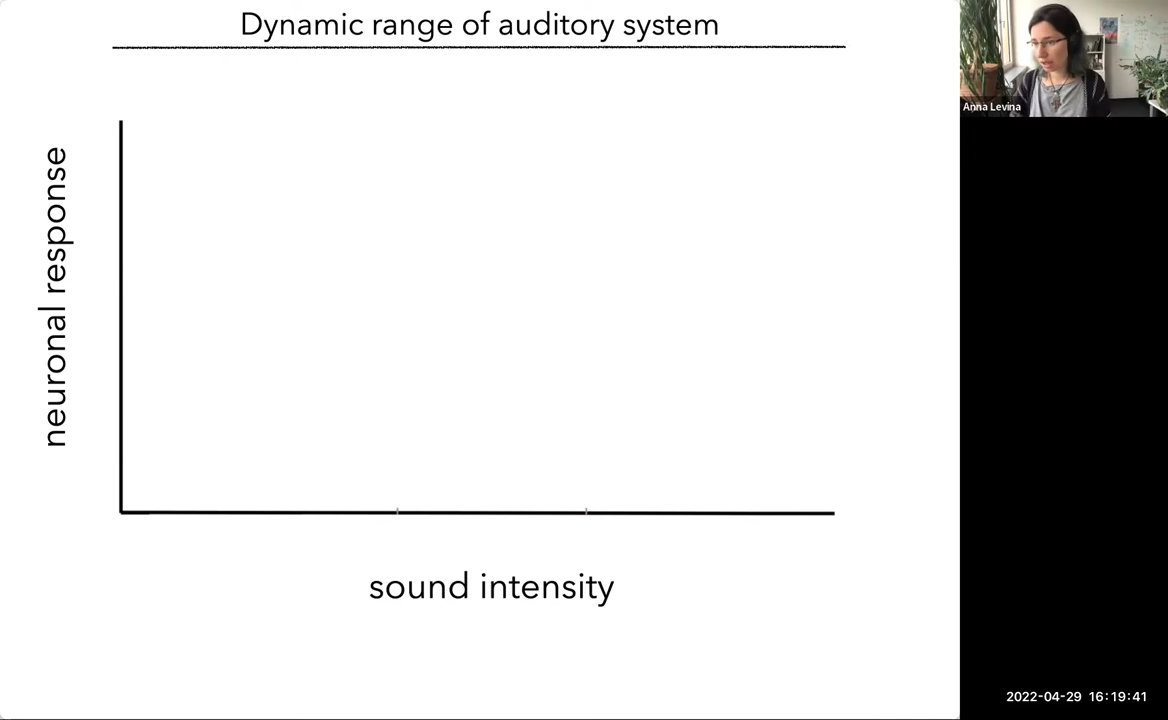 Dynamic range of auditory system
Anna Levina
neuronal response
sound intensity
2022-04-29 16:19:41